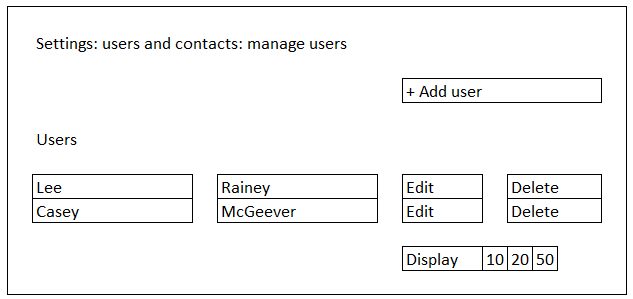 Settings: users and contacts: manage users
+ Add user
Users
Lee Rainey Edit Delete
Casey McGeever Edit Delete
Display 10 20 50